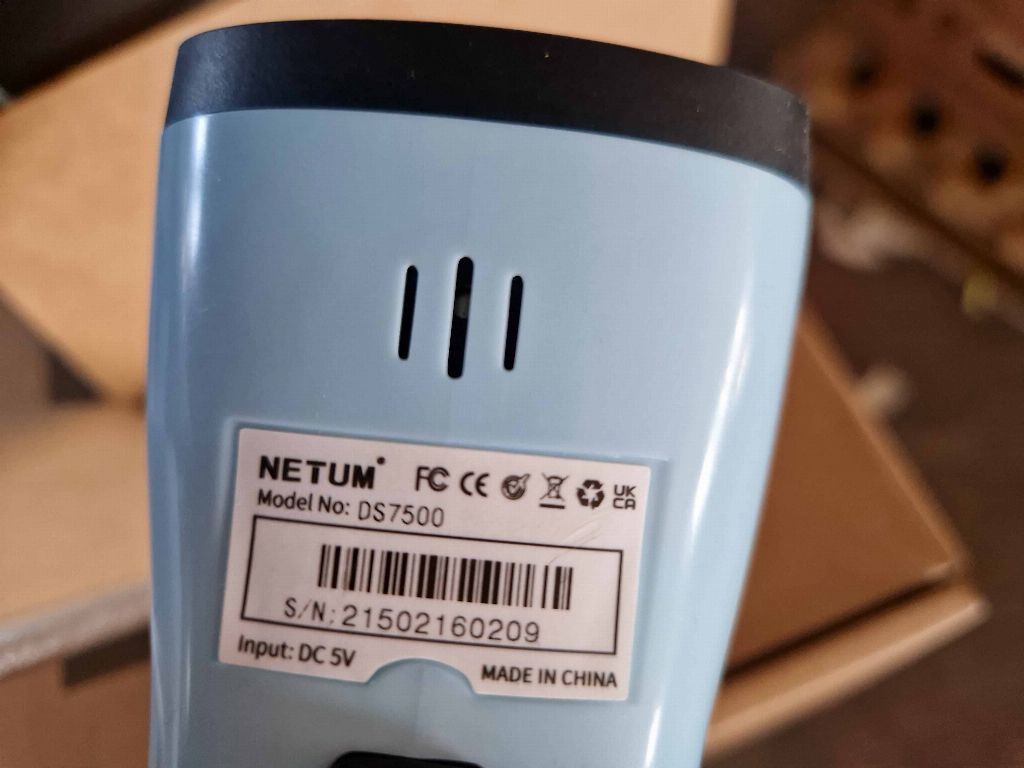 NETUM
FC CE UK CA
Model No: DS7500
S/N: 21502160209
Input: DC 5V
MADE IN CHINA